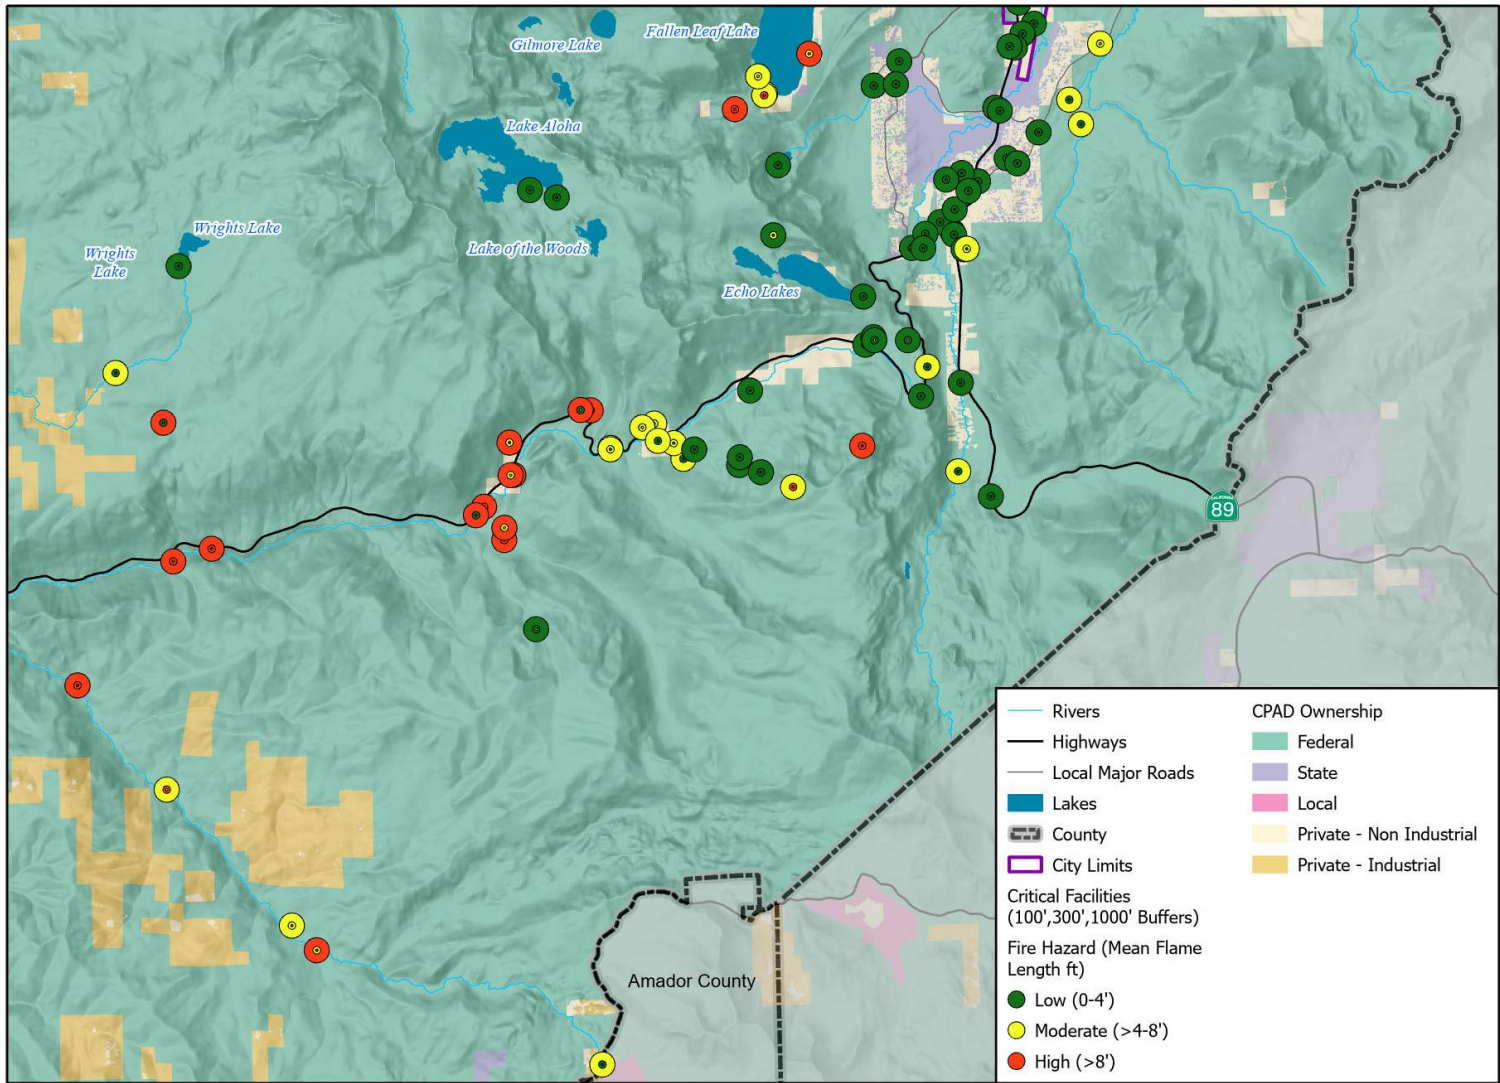 Gilmore Lake
Fallen Leaf Lake
Lake Aloha
Wrights Lake
Wrights
Lake
Lake of the Woods
Echo Lakes
CALIFORNIA
89
Amador County
Rivers
Highways
Local Major Roads
Lakes
County
City Limits
Critical Facilities
(100',300',1000' Buffers)
Fire Hazard (Mean Flame
Length ft)
Low (0-4')
Moderate (>4-8')
High (>8')
CPAD Ownership
Federal
State
Local
Private - Non Industrial
Private - Industrial